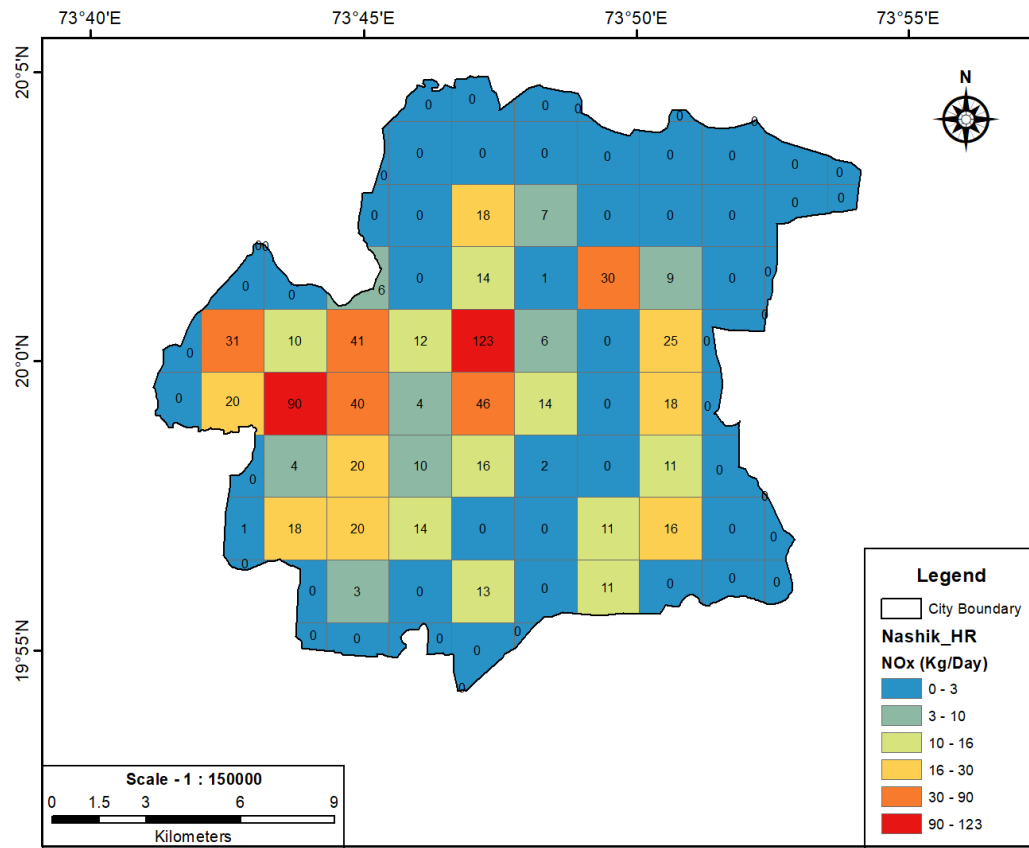 73°40'E 73°45'E 73°50'E 73°55'E
20°5'N
20°0'N
19°55'N
N
0 0 0 0 0 0
0 0 0 0 0 0 0 0 0
0 0 18 7 0 0 0 0 0
00
0 0 6 0 14 1 30 9 0 0
0
0 31 10 41 12 123 6 0 25 0
0 20 90 40 4 46 14 0 18 0
0 4 20 10 16 2 0 11 0
0
1 18 20 14 0 0 11 16 0 0
0
0 3 0 13 0 11 0 0 0
0 0 0 0 0
0
Legend
City Boundary
Nashik_HR
NOx (Kg/Day)
0 - 3
3 - 10
10 - 16
16 - 30
30 - 90
90 - 123
Scale - 1 : 150000
0 1.5 3 6 9
Kilometers